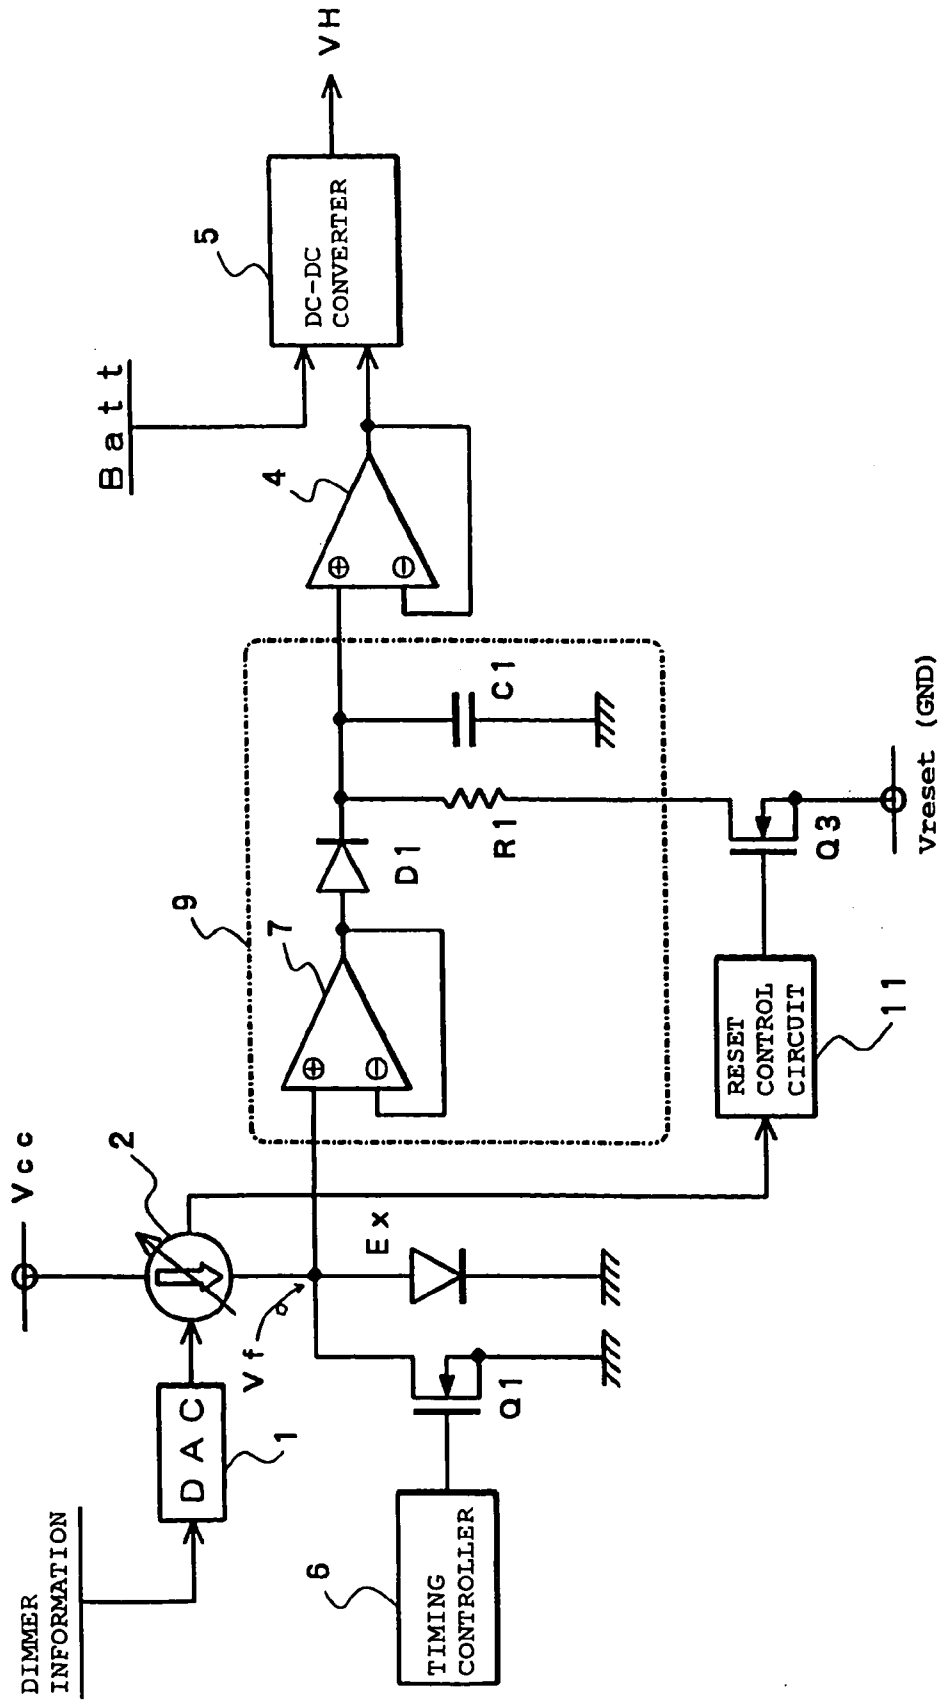 DIMMER
INFORMATION
DAC
1
Vcc
2
Vf
Ex
TIMING
CONTROLLER
6
Q1
9
7
⊕
⊖
D1
R1
C1
RESET
CONTROL
CIRCUIT
11
Q3
Vreset (GND)
4
⊕
⊖
Batt
5
DC-DC
CONVERTER
VH